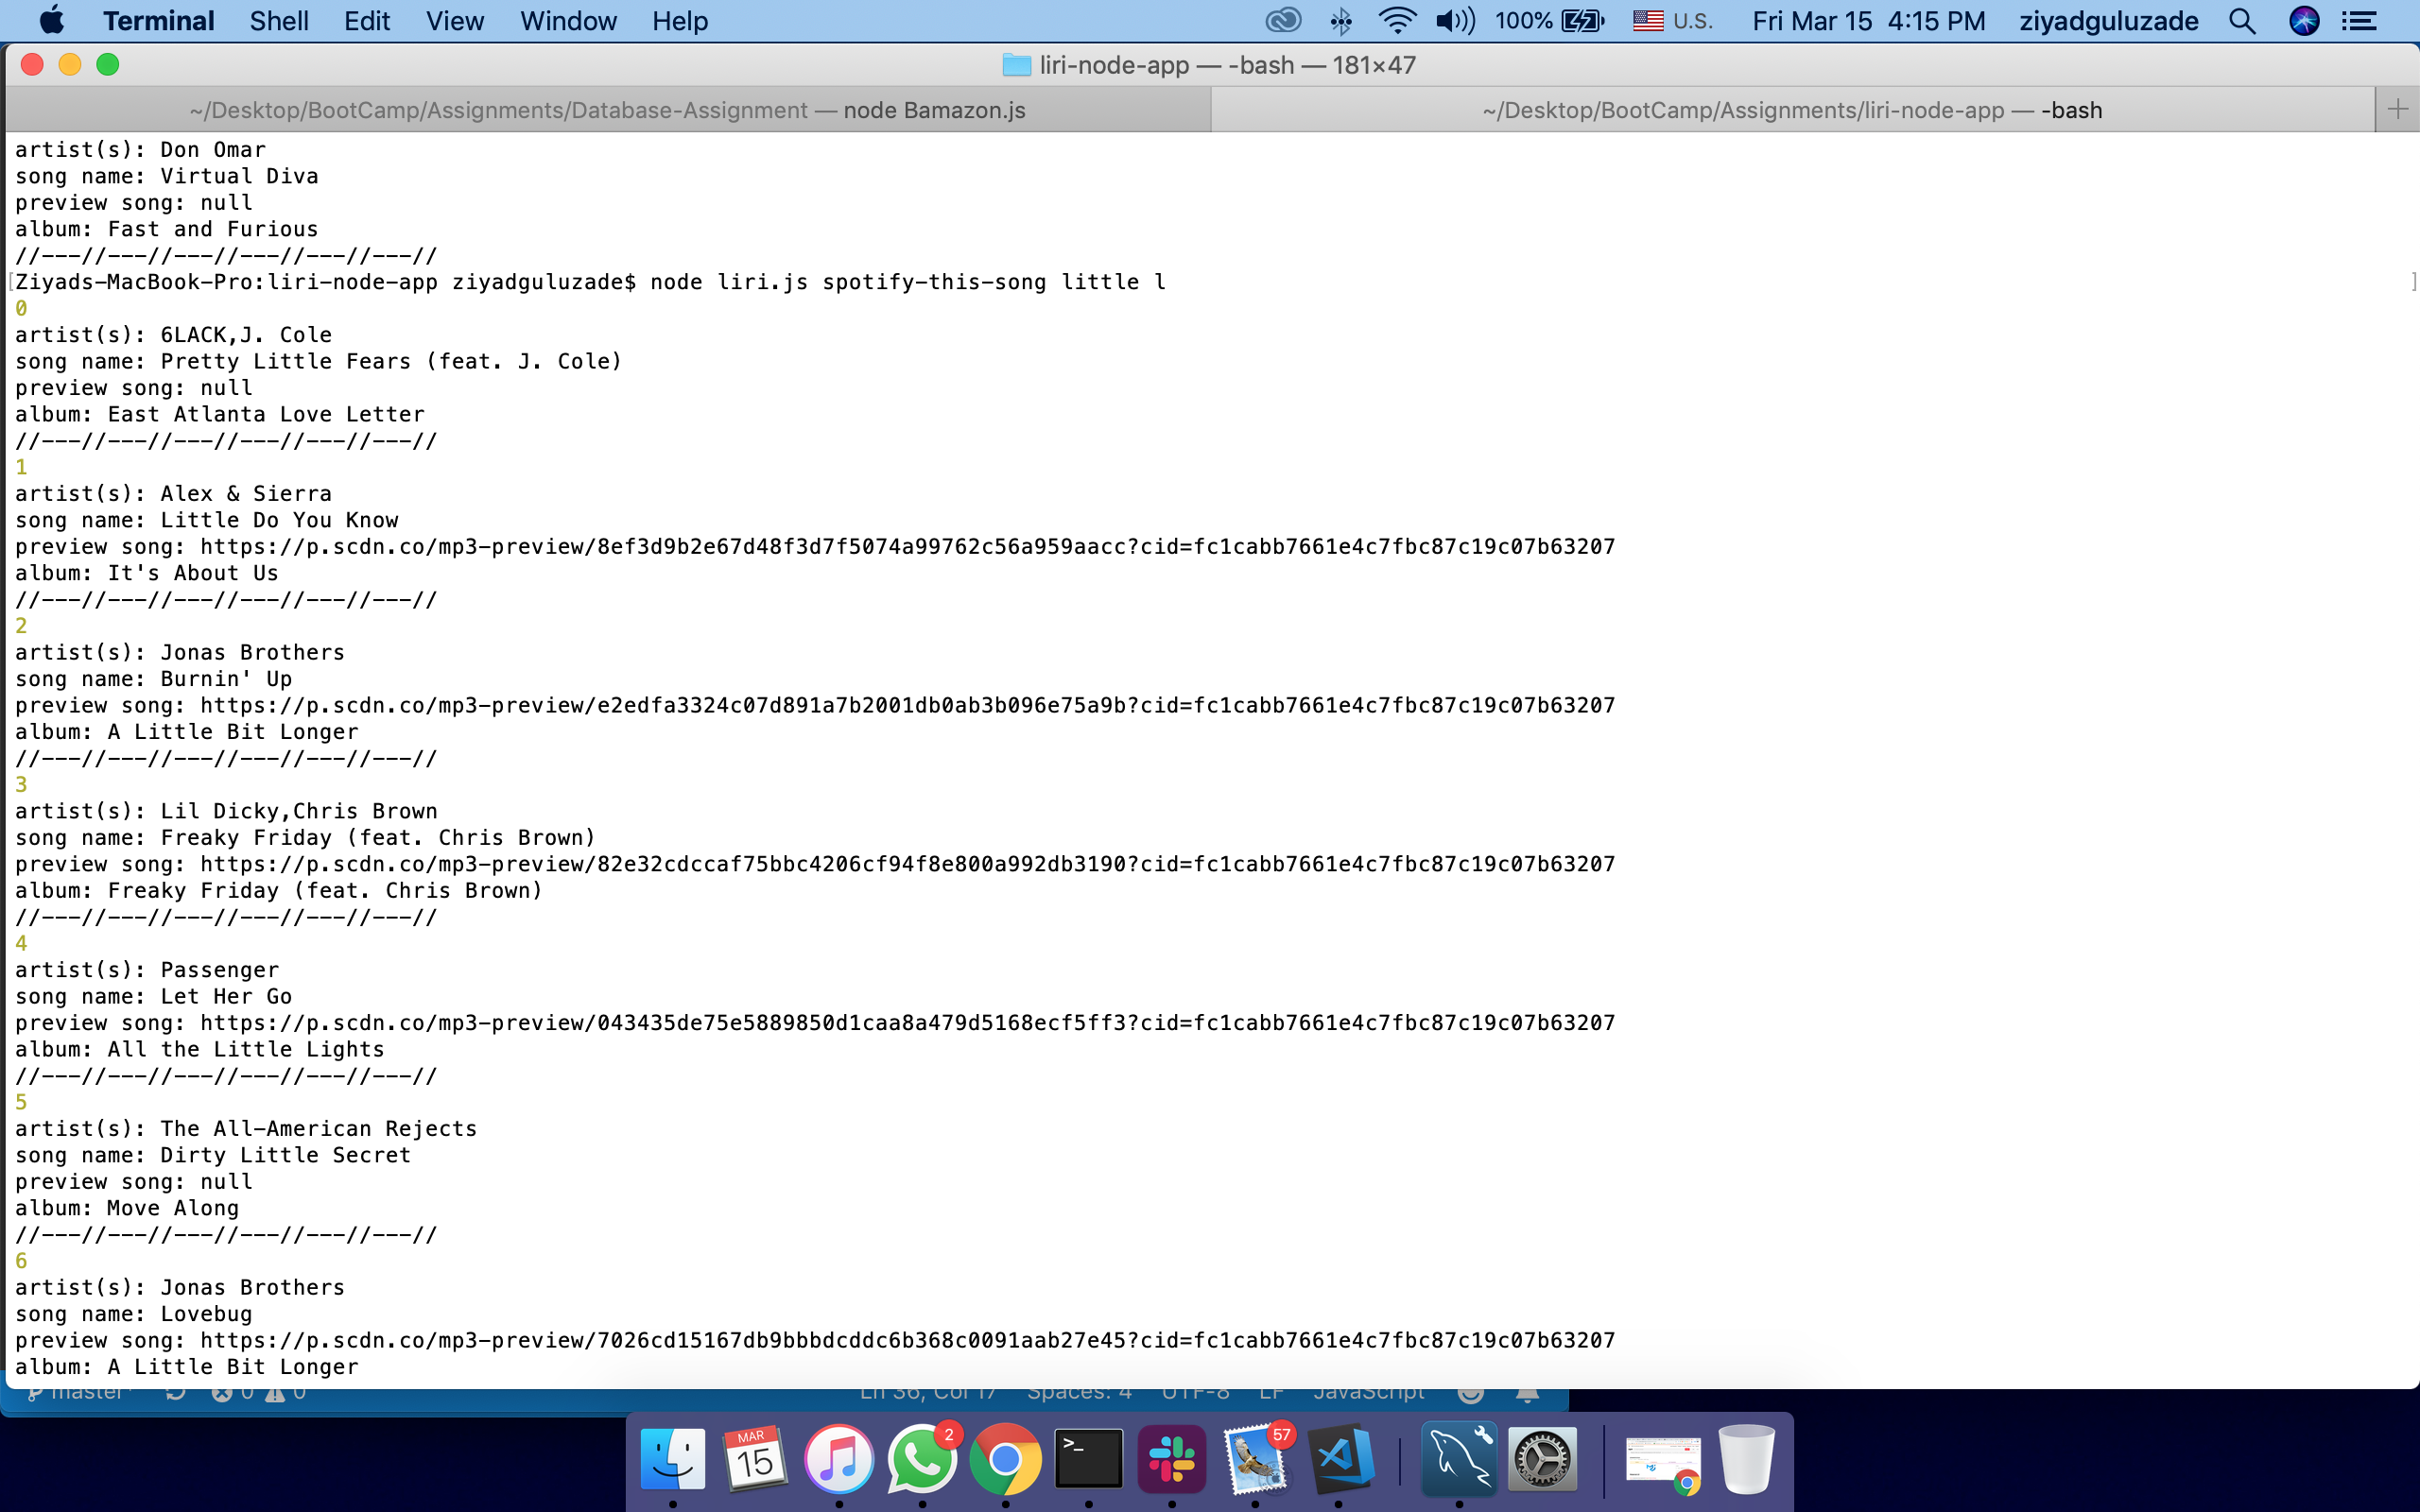 Terminal Shell Edit View Window Help 100% U.S. Fri Mar 15 4:15 PM ziyadguluzade
liri-node-app — -bash — 181×47
~/Desktop/BootCamp/Assignments/Database-Assignment — node Bamazon.js ~/Desktop/BootCamp/Assignments/liri-node-app — -bash
artist(s): Don Omar
song name: Virtual Diva
preview song: null
album: Fast and Furious
//---//---//---//---//---//---//
[Ziyads-MacBook-Pro:liri-node-app ziyadguluzade$ node liri.js spotify-this-song little l ]
0
artist(s): 6LACK,J. Cole
song name: Pretty Little Fears (feat. J. Cole)
preview song: null
album: East Atlanta Love Letter
//---//---//---//---//---//---//
1
artist(s): Alex & Sierra
song name: Little Do You Know
preview song: https://p.scdn.co/mp3-preview/8ef3d9b2e67d48f3d7f5074a99762c56a959aacc?cid=fc1cabb7661e4c7fbc87c19c07b63207
album: It's About Us
//---//---//---//---//---//---//
2
artist(s): Jonas Brothers
song name: Burnin' Up
preview song: https://p.scdn.co/mp3-preview/e2edfa3324c07d891a7b2001db0ab3b096e75a9b?cid=fc1cabb7661e4c7fbc87c19c07b63207
album: A Little Bit Longer
//---//---//---//---//---//---//
3
artist(s): Lil Dicky,Chris Brown
song name: Freaky Friday (feat. Chris Brown)
preview song: https://p.scdn.co/mp3-preview/82e32cdccaf75bbc4206cf94f8e800a992db3190?cid=fc1cabb7661e4c7fbc87c19c07b63207
album: Freaky Friday (feat. Chris Brown)
//---//---//---//---//---//---//
4
artist(s): Passenger
song name: Let Her Go
preview song: https://p.scdn.co/mp3-preview/043435de75e5889850d1caa8a479d5168ecf5ff3?cid=fc1cabb7661e4c7fbc87c19c07b63207
album: All the Little Lights
//---//---//---//---//---//---//
5
artist(s): The All-American Rejects
song name: Dirty Little Secret
preview song: null
album: Move Along
//---//---//---//---//---//---//
6
artist(s): Jonas Brothers
song name: Lovebug
preview song: https://p.scdn.co/mp3-preview/7026cd15167db9bbbdcddc6b368c0091aab27e45?cid=fc1cabb7661e4c7fbc87c19c07b63207
album: A Little Bit Longer
master* 0 0 Ln 36, Col 17 Spaces: 4 UTF-8 LF JavaScript
MAR 2 57
15